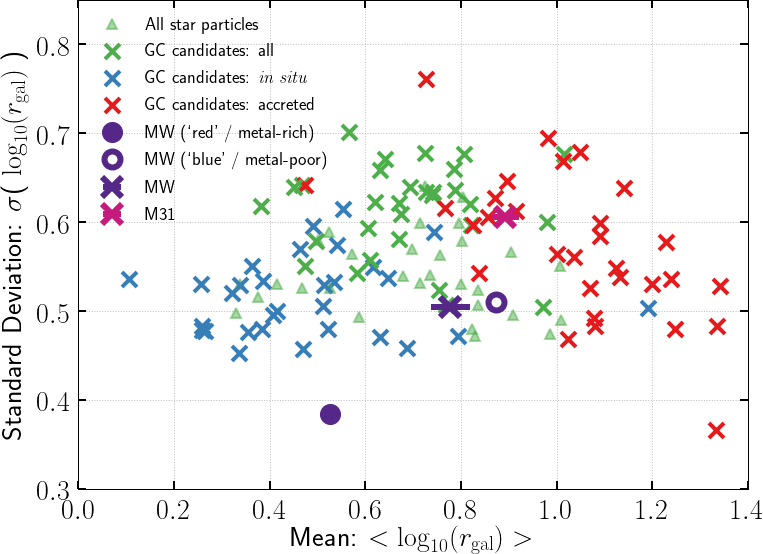 All star particles
GC candidates: all
GC candidates: in situ
GC candidates: accreted
MW (‘red’ / metal-rich)
MW (‘blue’ / metal-poor)
MW
M31
Standard Deviation: σ( log₁₀(r_gal) )
0.8
0.7
0.6
0.5
0.4
0.3
0.0 0.2 0.4 0.6 0.8 1.0 1.2 1.4
Mean: < log₁₀(r_gal) >